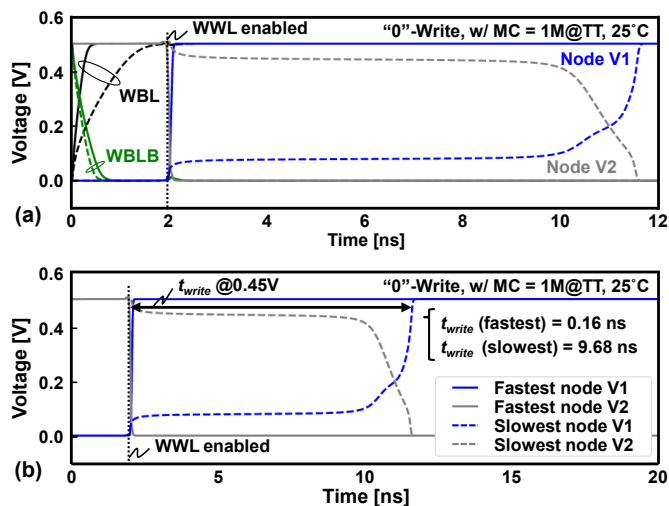 WWL enabled
"0"-Write, w/ MC = 1M@TT, 25˚C
Voltage [V]
0.6
0.4
0.2
0.0
WBL
WBLB
Node V1
Node V2
0 2 4 6 8 10 12
(a)
Time [ns]
Voltage [V]
0.6
0.4
0.2
0.0
t_write @0.45V
"0"-Write, w/ MC = 1M@TT, 25˚C
t_write (fastest) = 0.16 ns
t_write (slowest) = 9.68 ns
Fastest node V1
Fastest node V2
Slowest node V1
Slowest node V2
WWL enabled
0 5 10 15 20
(b)
Time [ns]